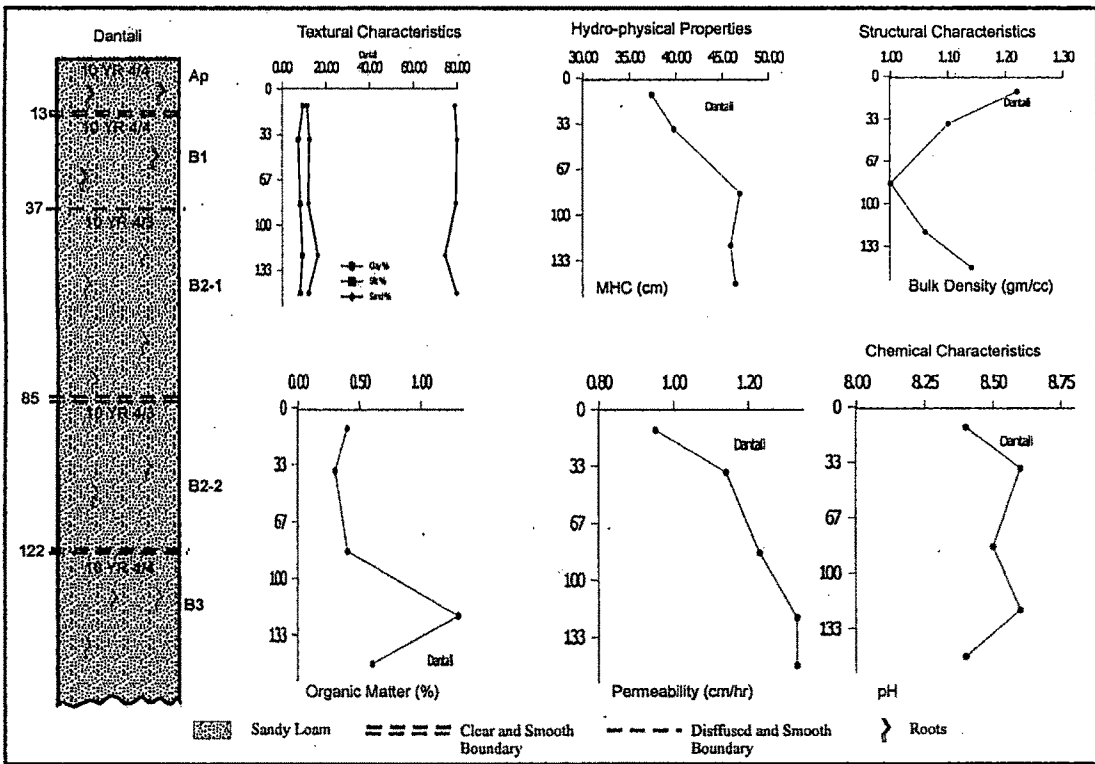 Dantali
10 YR 4/4
Ap
13
10 YR 4/4
B1
37
10 YR 4/3
B2-1
85
10 YR 4/3
B2-2
122
10 YR 4/4
B3
Textural Characteristics
Dantali
0.00 20.00 40.00 60.00 80.00
0
33
67
100
133
Clay%
Silt%
Sand%
Hydro-physical Properties
30.00 35.00 40.00 45.00 50.00
0
33
67
100
133
Dantali
MHC (cm)
Structural Characteristics
1.00 1.10 1.20 1.30
0
33
67
100
133
Dantali
Bulk Density (gm/cc)
0.00 0.50 1.00
0
33
67
100
133
Dantali
Organic Matter (%)
0.80 1.00 1.20
0
33
67
100
133
Dantali
Permeability (cm/hr)
Chemical Characteristics
8.00 8.25 8.50 8.75
0
33
67
100
133
Dantali
pH
Sandy Loam
Clear and Smooth
Boundary
Disffused and Smooth
Boundary
Roots